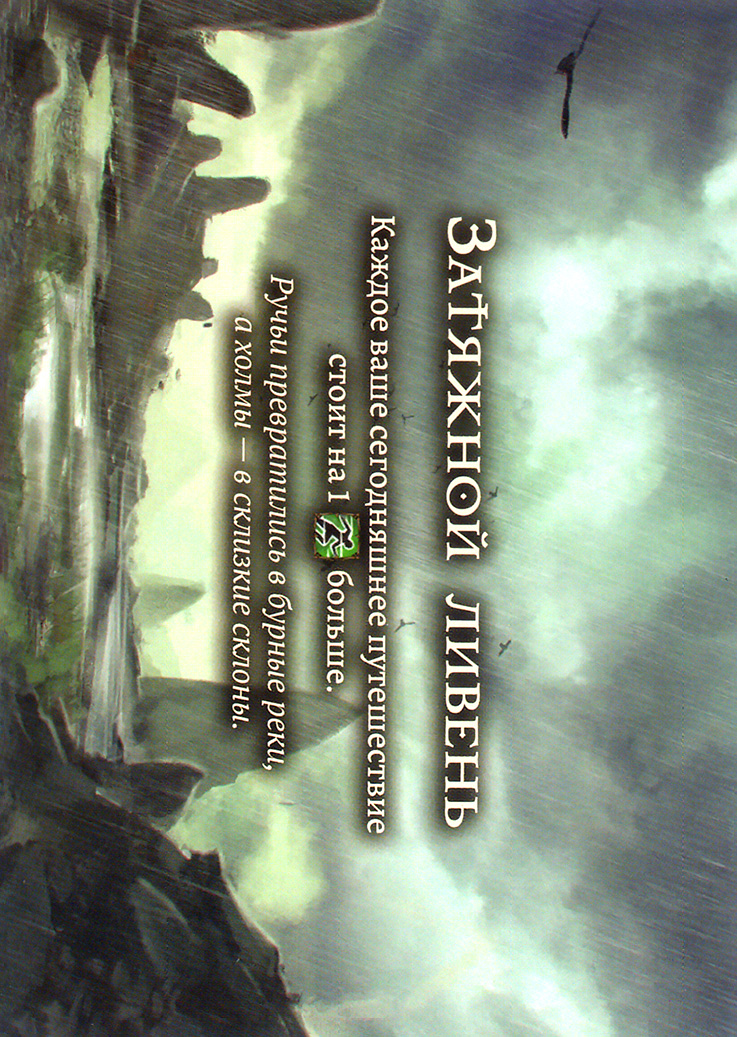 Затяжной ливень
Каждое ваше сегодняшнее путешествие
стоит на 1 больше.
Ручьи превратились в бурные реки,
а холмы — в склизкие склоны.